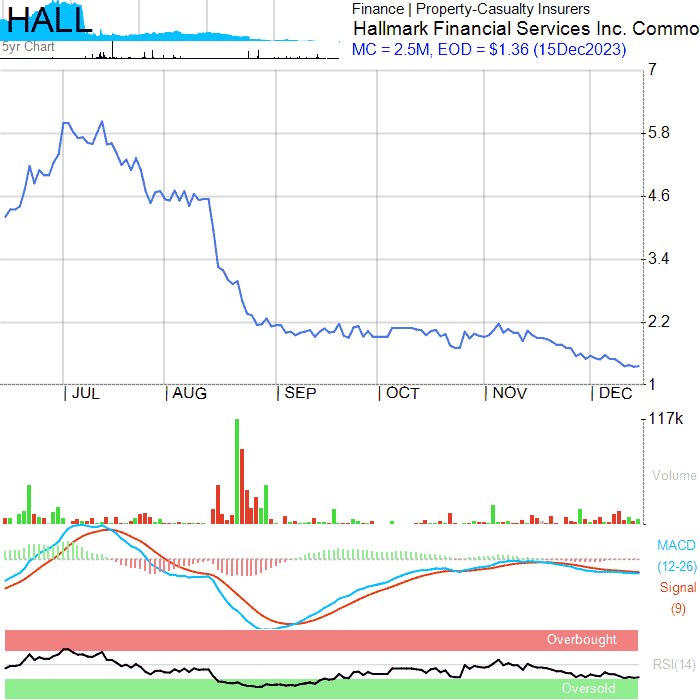 HALL
5yr Chart
Finance | Property-Casualty Insurers
Hallmark Financial Services Inc. Commo
MC = 2.5M, EOD = $1.36 (15Dec2023)
7
5.8
4.6
3.4
2.2
1
| JUL | AUG | SEP | OCT | NOV | DEC
117k
Volume
MACD
(12-26)
Signal
(9)
Overbought
RSI(14)
Oversold